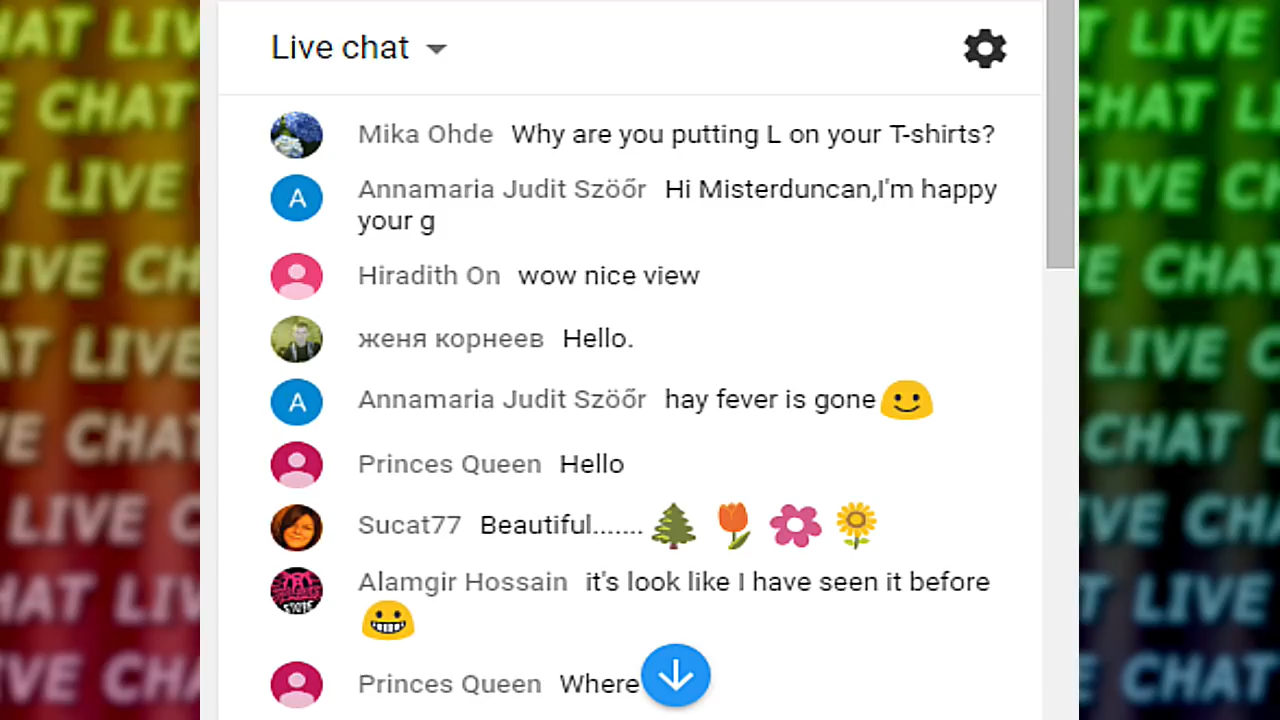 Live chat
Mika Ohde Why are you putting L on your T-shirts?
A Annamaria Judit Szöőr Hi Misterduncan,I'm happy
your g
Hiradith On wow nice view
женя корнеев Hello.
A Annamaria Judit Szöőr hay fever is gone
Princes Queen Hello
Sucat77 Beautiful.......
Alamgir Hossain it's look like I have seen it before
Princes Queen Where